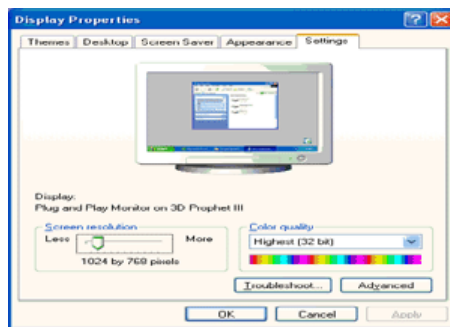 Display Properties
Themes Desktop Screen Saver Appearance Settings
Display:
Plug and Play Monitor on 3D Prophet III
Screen resolution
Less More
1024 by 768 pixels
Color quality
Highest (32 bit)
Troubleshoot... Advanced
OK Cancel Apply